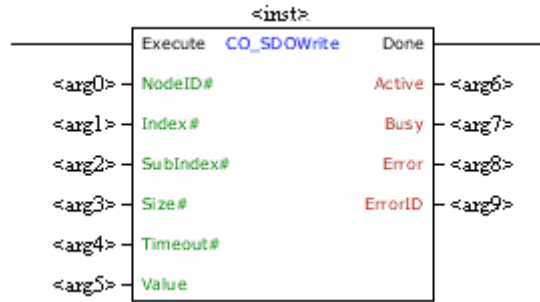 <inst>
Execute CO_SDOWrite Done
<arg0> NodeID# Active <arg6>
<arg1> Index# Busy <arg7>
<arg2> SubIndex# Error <arg8>
<arg3> Size# ErrorID <arg9>
<arg4> Timeout#
<arg5> Value